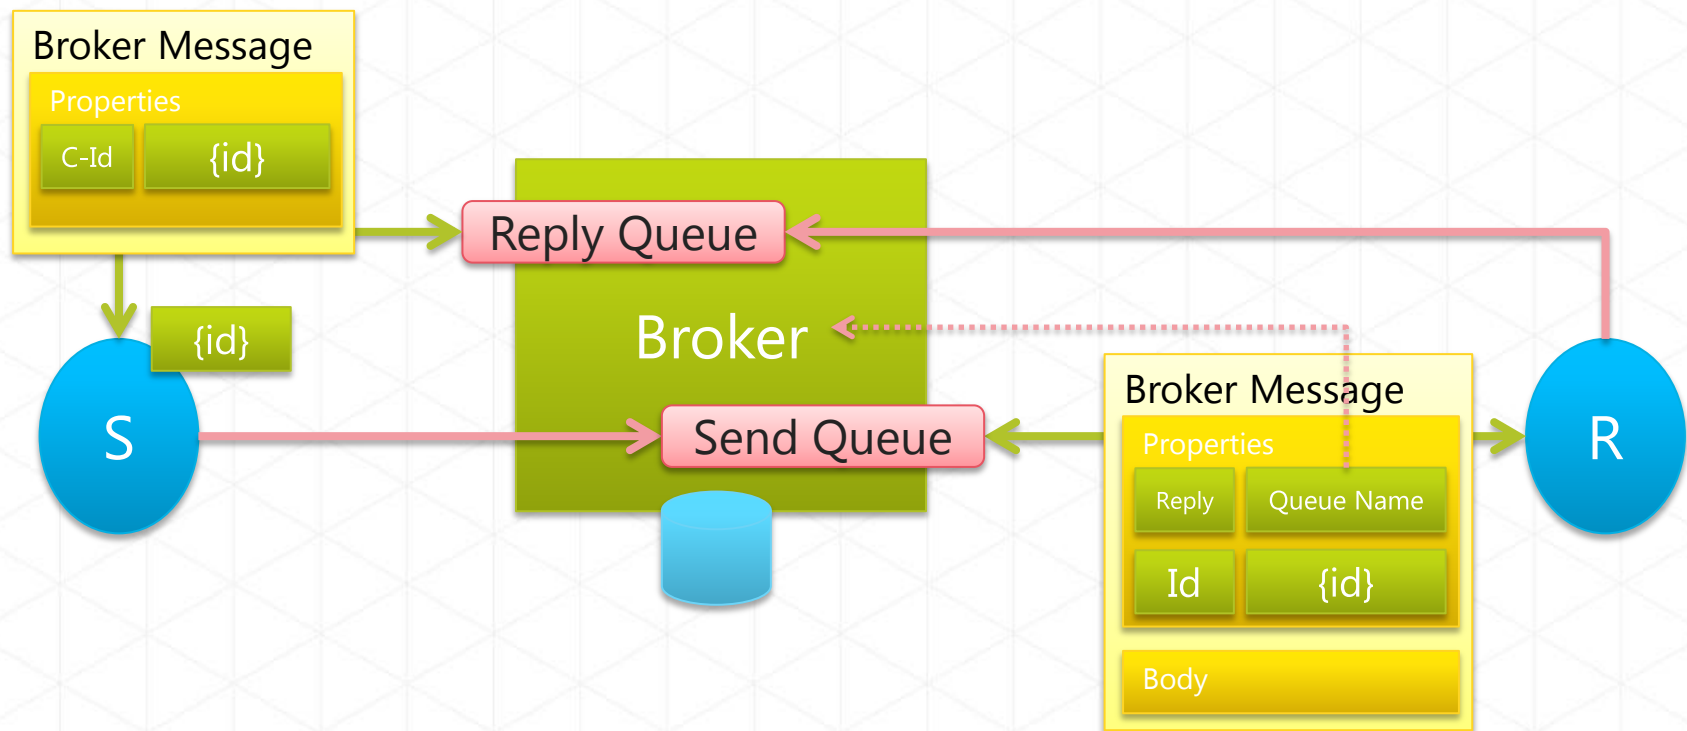 Broker Message
Properties
C-Id {id}
{id}
S
Reply Queue
Broker
Send Queue
Broker Message
Properties
Reply Queue Name
Id {id}
Body
R